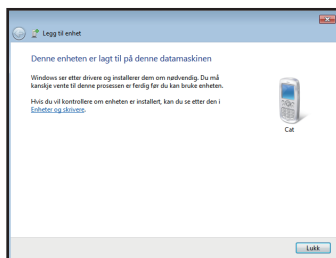 Legg til enhet
Denne enheten er lagt til på denne datamaskinen
Windows ser etter drivere og installerer dem om nødvendig. Du må
kanskje vente til denne prosessen er ferdig før du kan bruke enheten.
Hvis du vil kontrollere om enheten er installert, kan du se etter den i
Enheter og skrivere.
Cat
Lukk